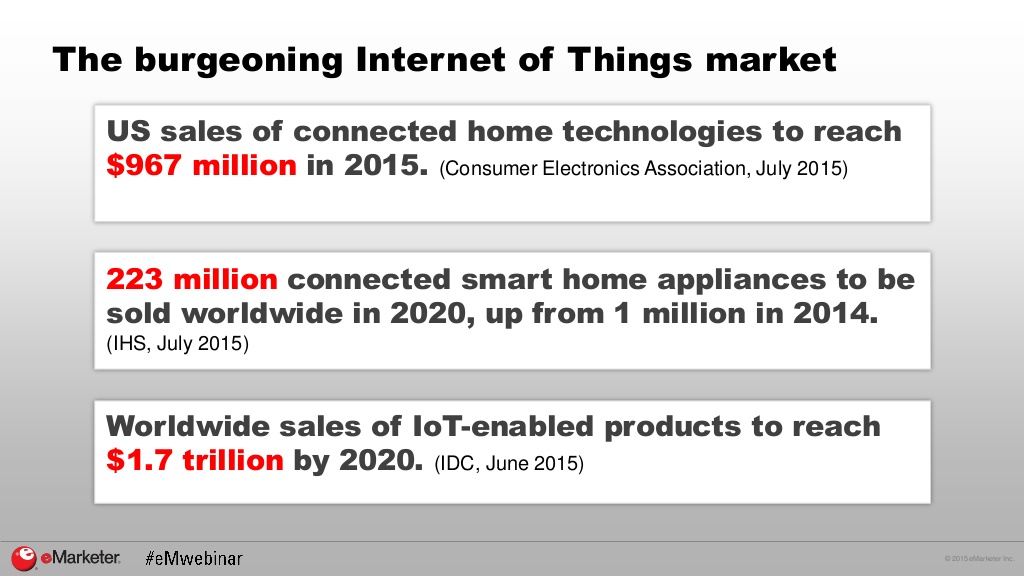 The burgeoning Internet of Things market
US sales of connected home technologies to reach
$967 million in 2015. (Consumer Electronics Association, July 2015)
223 million connected smart home appliances to be
sold worldwide in 2020, up from 1 million in 2014.
(IHS, July 2015)
Worldwide sales of IoT-enabled products to reach
$1.7 trillion by 2020. (IDC, June 2015)
eMarketer. #eMwebinar
© 2015 eMarketer Inc.